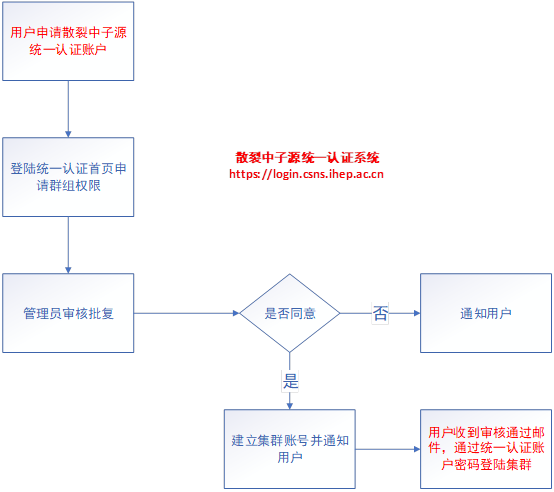 用户申请散裂中子源
统一认证账户
登陆统一认证首页申
请群组权限
散裂中子源统一认证系统
https://login.csns.ihep.ac.cn
管理员审核批复
是否同意
否
通知用户
是
建立集群账号并通知
用户
用户收到审核通过邮
件，通过统一认证账
户密码登陆集群